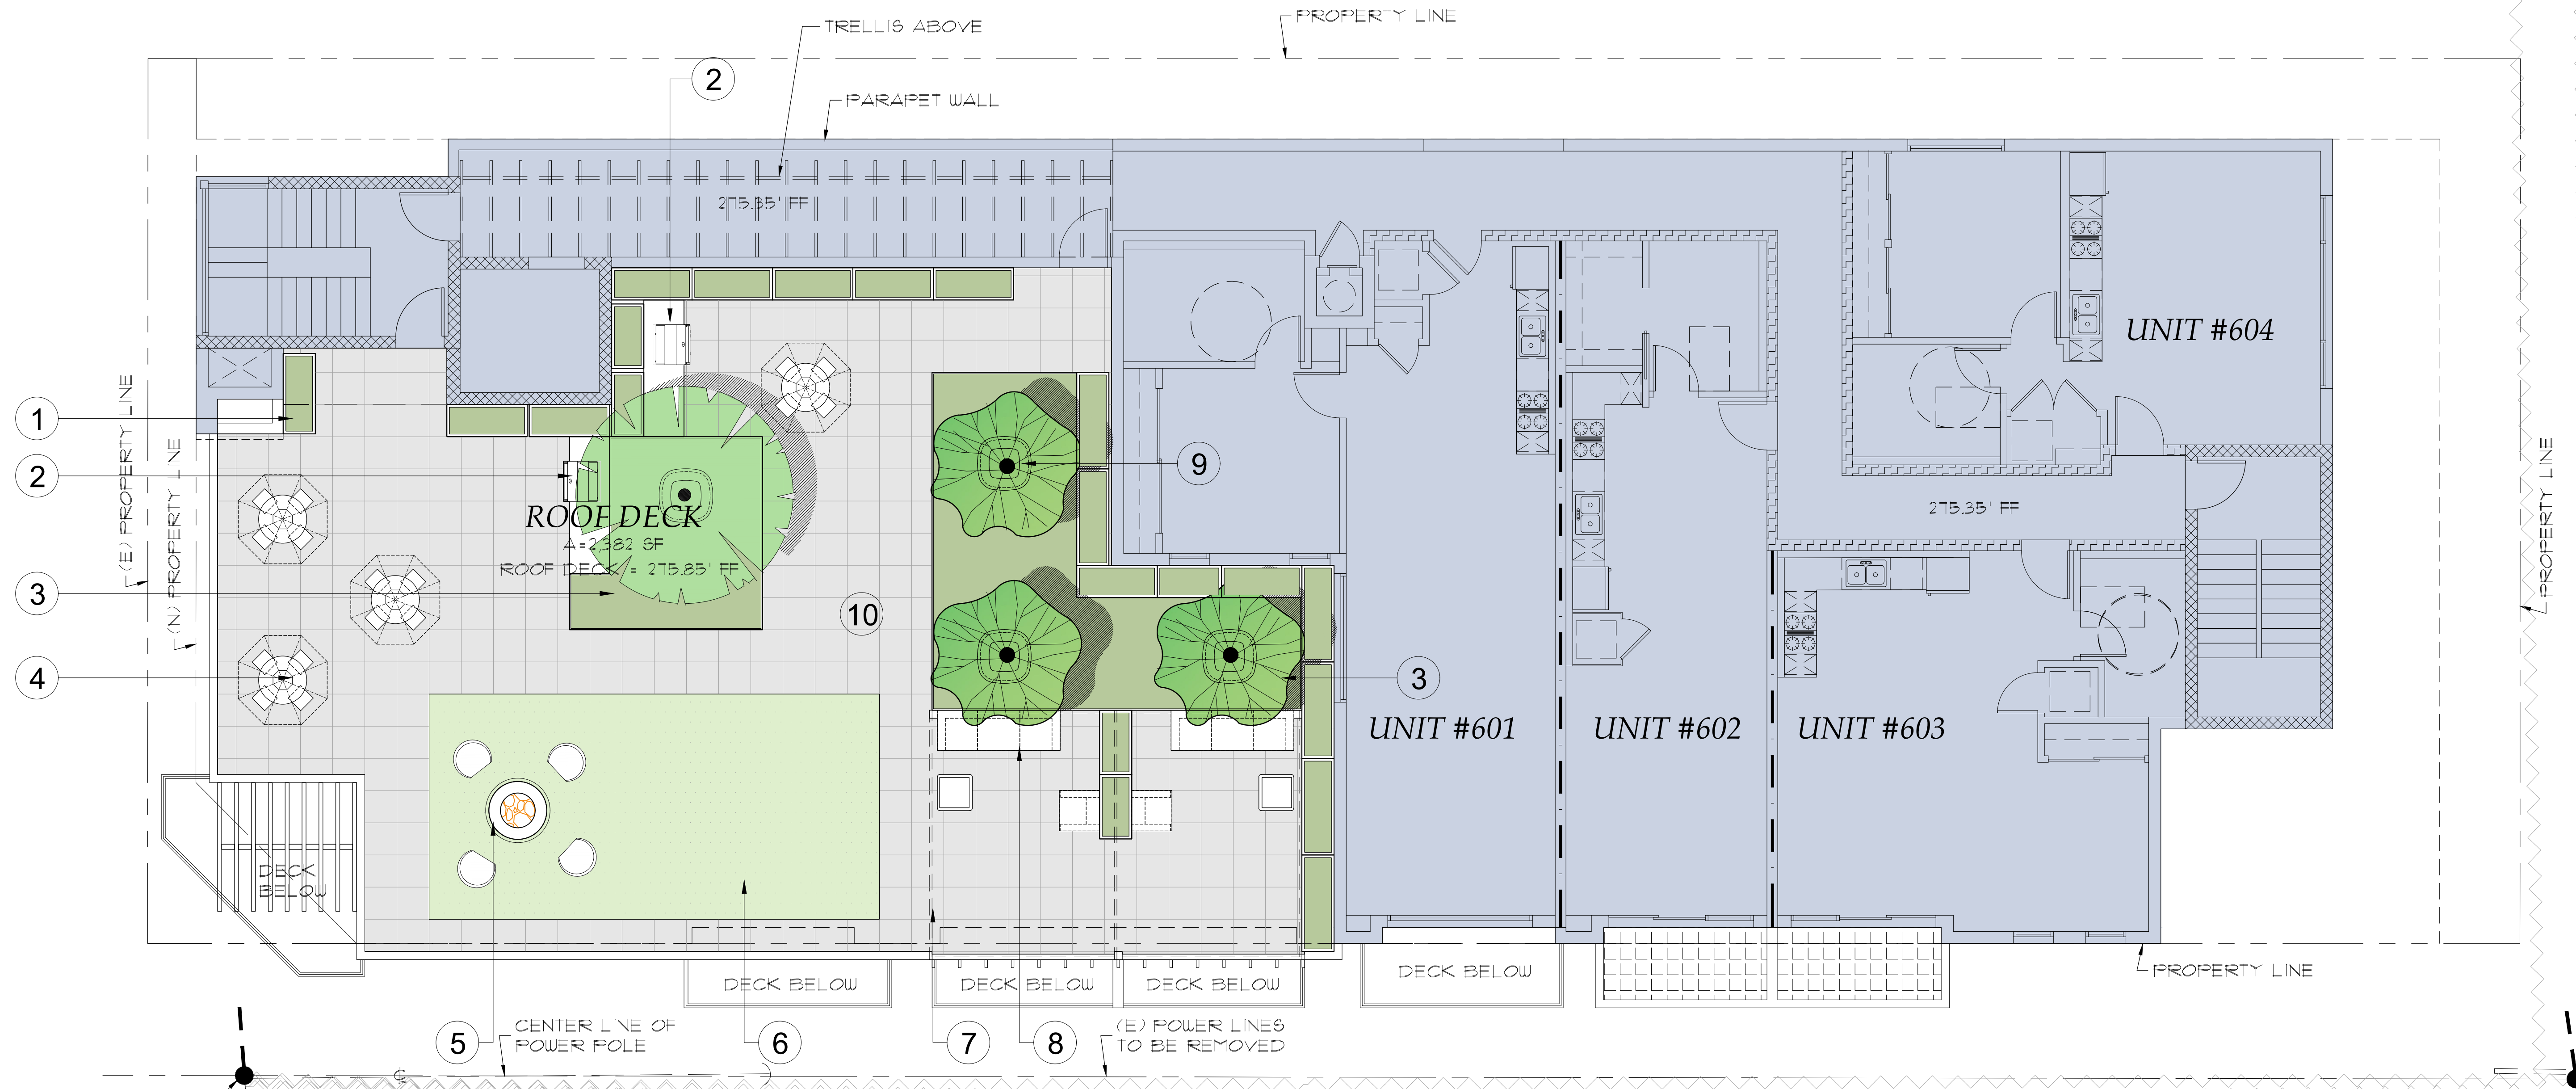 PROPERTY LINE
TRELLIS ABOVE
2
PARAPET WALL
275.35' FF
UNIT #604
1
(E) PROPERTY LINE
(N) PROPERTY LINE
2
9
PROPERTY LINE
ROOF DECK
A=2,382 SF
ROOF DECK = 275.85' FF
275.35' FF
3
10
4
3
UNIT #601
UNIT #602
UNIT #603
DECK
BELOW
DECK BELOW
DECK BELOW
DECK BELOW
DECK BELOW
PROPERTY LINE
5
CENTER LINE OF
POWER POLE
6
7
8
(E) POWER LINES
TO BE REMOVED